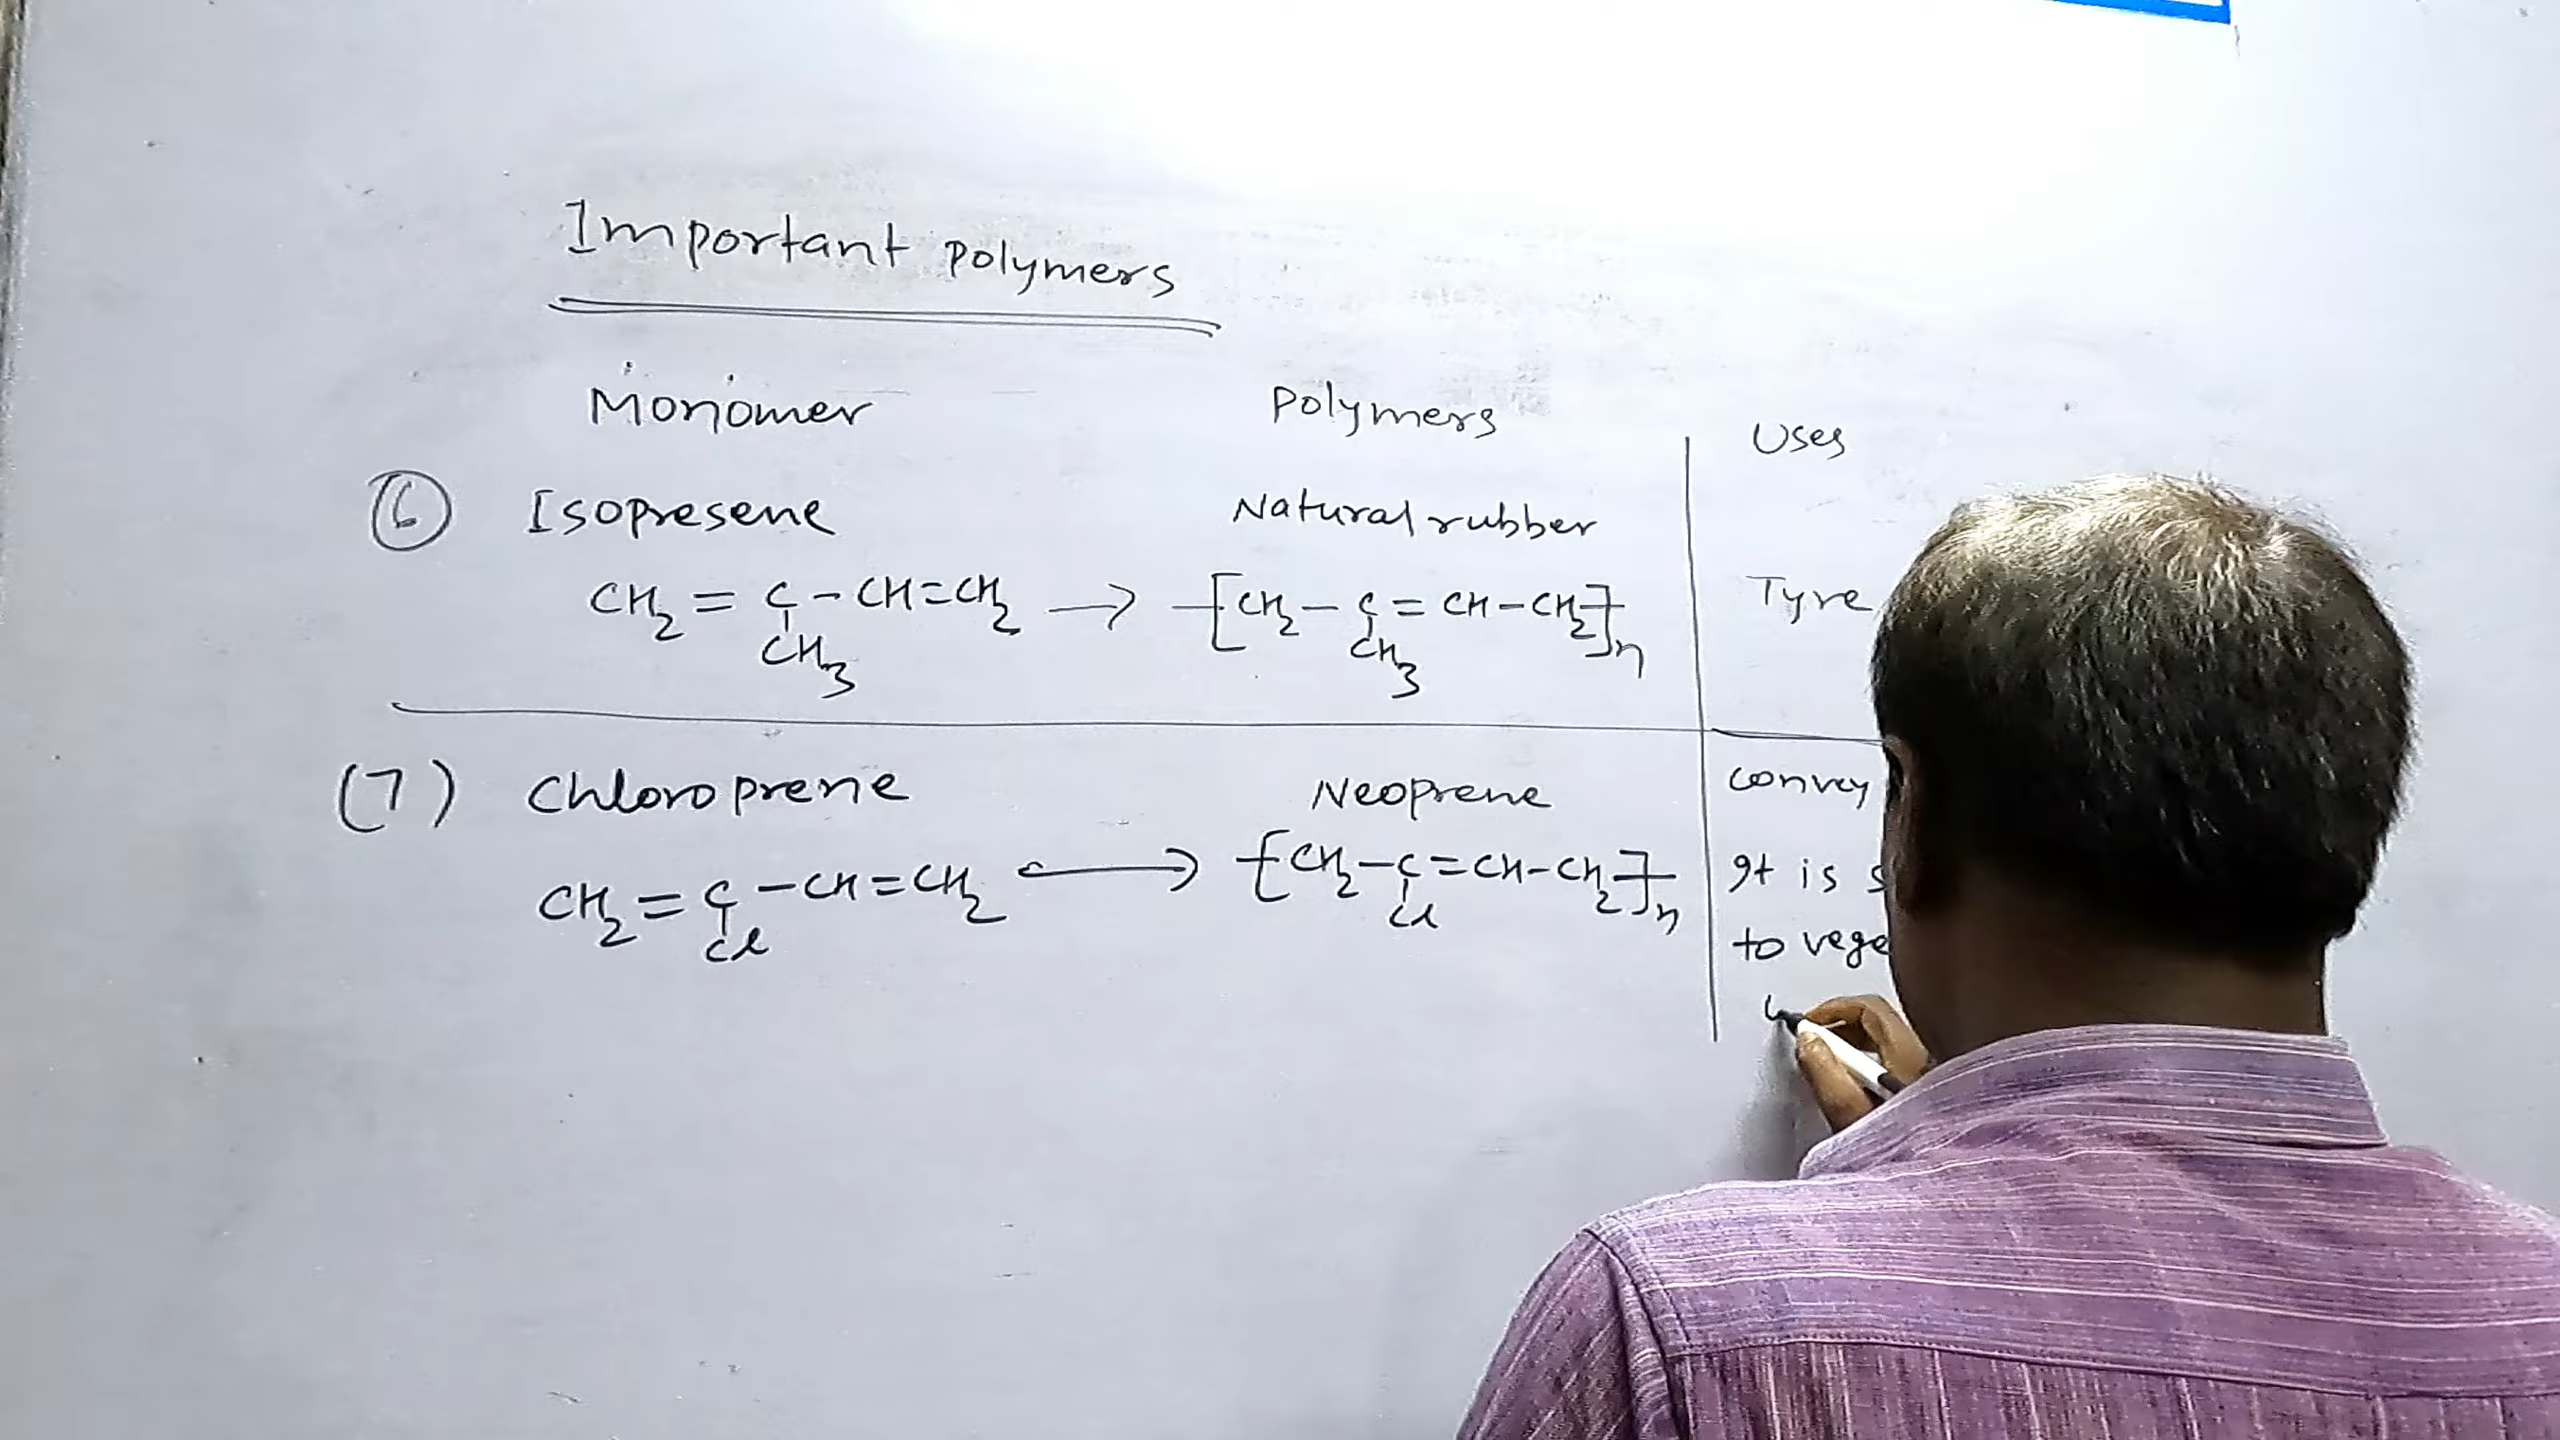 Important Polymers
Monomer Polymers Uses
⑥ Isopresene Natural rubber
CH₂ = C - CH = CH₂ → -[CH₂ - C = CH - CH₂]-n Tyre
CH₃ CH₃
(7) Chloroprene Neoprene convey
CH₂ = C - CH = CH₂ → -[CH₂ - C = CH - CH₂]-n It is
Cl Cl
to